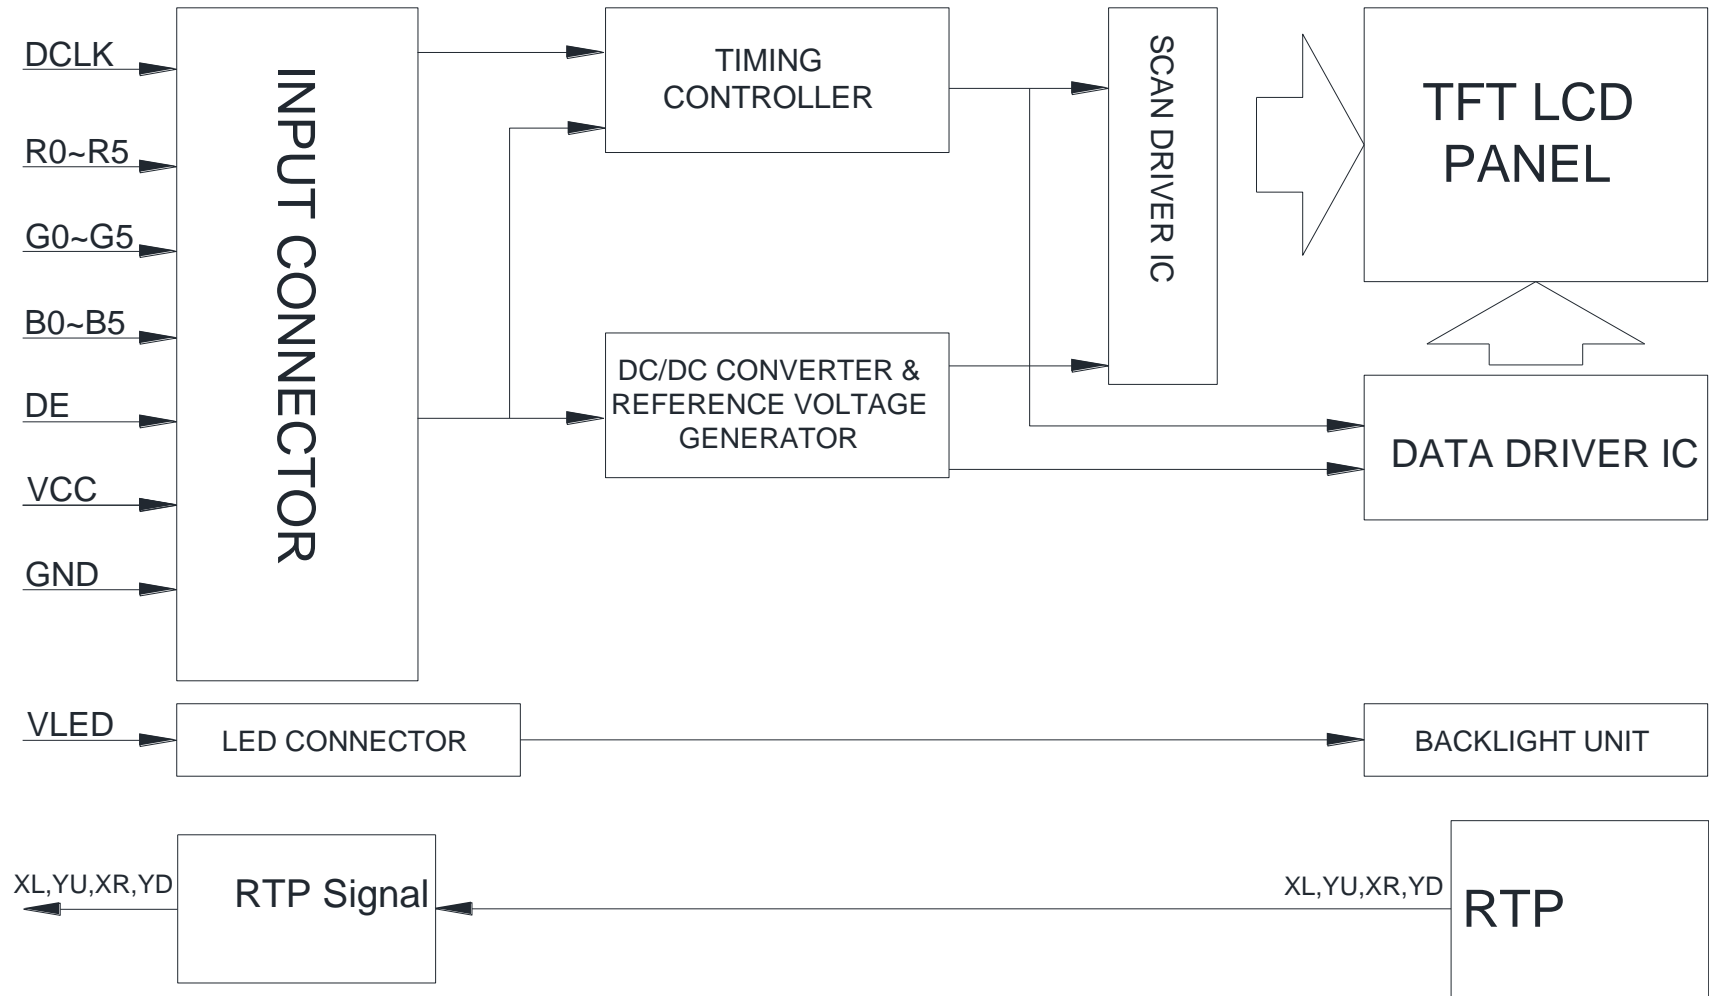 DCLK
R0~R5
G0~G5
B0~B5
DE
VCC
GND
INPUT CONNECTOR
TIMING
CONTROLLER
DC/DC CONVERTER &
REFERENCE VOLTAGE
GENERATOR
SCAN DRIVER IC
TFT LCD
PANEL
DATA DRIVER IC
VLED
LED CONNECTOR
BACKLIGHT UNIT
XL,YU,XR,YD
RTP Signal
XL,YU,XR,YD
RTP